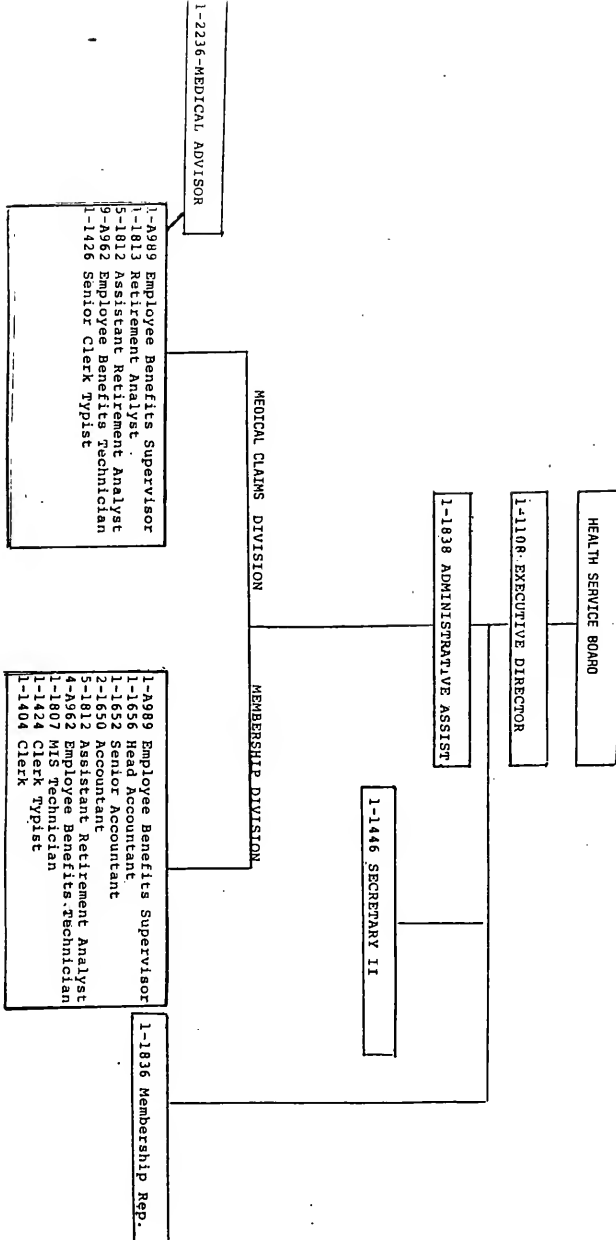 HEALTH SERVICE BOARD
1-1108 EXECUTIVE DIRECTOR
1-1838 ADMINISTRATIVE ASSIST
1-1446 SECRETARY II
MEDICAL CLAIMS DIVISION
MEMBERSHIP DIVISION
1-2236-MEDICAL ADVISOR
1-A989 Employee Benefits Supervisor
1-1813 Retirement Analyst
5-1812 Assistant Retirement Analyst
9-A962 Employee Benefits Technician
1-1426 Senior Clerk Typist
1-A989 Employee Benefits Supervisor
1-1656 Head Accountant
1-1652 Senior Accountant
2-1650 Accountant
5-1812 Assistant Retirement Analyst
4-A962 Employee Benefits Technician
1-1807 MIS Technician
1-1424 Clerk Typist
1-1404 Clerk
1-1836 Membership Rep.